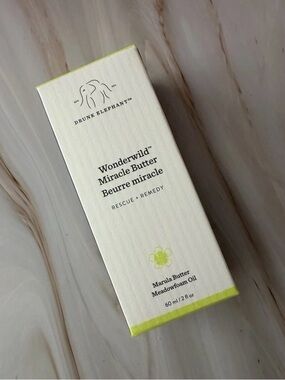 DRUNK ELEPHANT™
Wonderwild™
Miracle Butter
Beurre miracle
RESCUE + REMEDY
Marula Butter
Meadowfoam Oil
60 ml / 2 fl oz